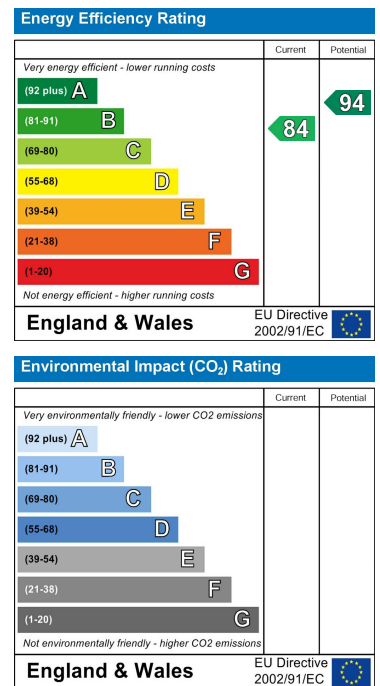 Energy Efficiency Rating
Current Potential
Very energy efficient - lower running costs
(92 plus) A
(81-91) B
(69-80) C
(55-68) D
(39-54) E
(21-38) F
(1-20) G
84
94
Not energy efficient - higher running costs
England & Wales
EU Directive
2002/91/EC
Environmental Impact (CO₂) Rating
Current Potential
Very environmentally friendly - lower CO2 emissions
(92 plus) A
(81-91) B
(69-80) C
(55-68) D
(39-54) E
(21-38) F
(1-20) G
Not environmentally friendly - higher CO2 emissions
England & Wales
EU Directive
2002/91/EC